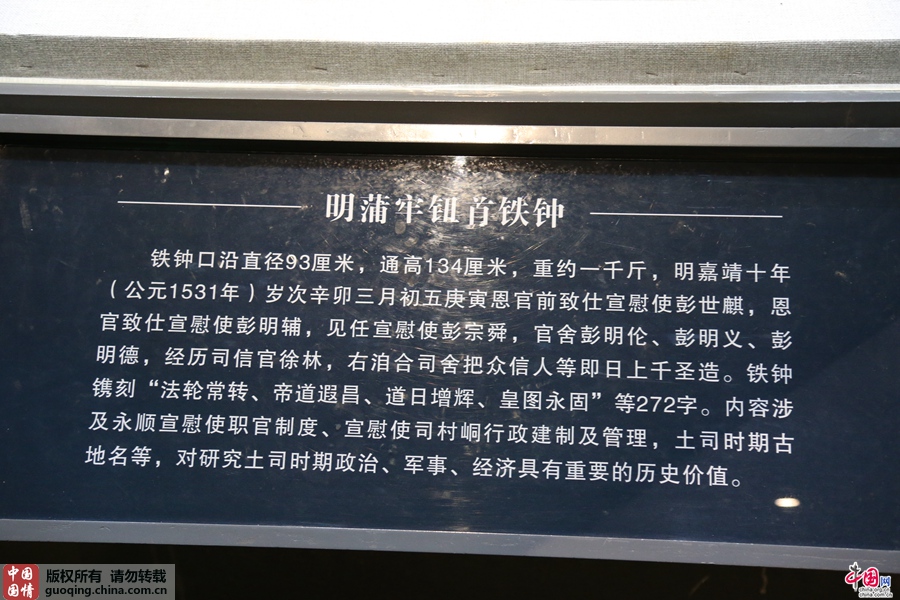 明蒲牢钮首铁钟
铁钟口沿直径93厘米，通高134厘米，重约一千斤，明嘉靖十年
（公元1531年）岁次辛卯三月初五庚寅恩官前致仕宣慰使彭世麒，恩
官致仕宣慰使彭明辅，见任宣慰使彭宗舜，官舍彭明伦、彭明义、彭
明德，经历司信官徐林，右洎合司舍把众信人等即日上千圣造。铁钟
镌刻“法轮常转、帝道遐昌、道日增辉、皇图永固”等272字。内容涉
及永顺宣慰使职官制度、宣慰使司村峒行政建制及管理，土司时期古
地名等，对研究土司时期政治、军事、经济具有重要的历史价值。
中国国情
版权所有 请勿转载
guoqing.china.com.cn
中国网
www.china.com.cn